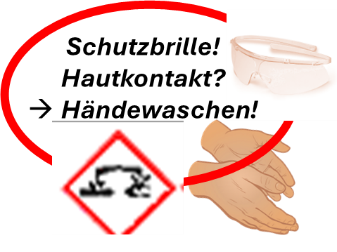 Schutzbrille!
Hautkontakt?
→ Händewaschen!